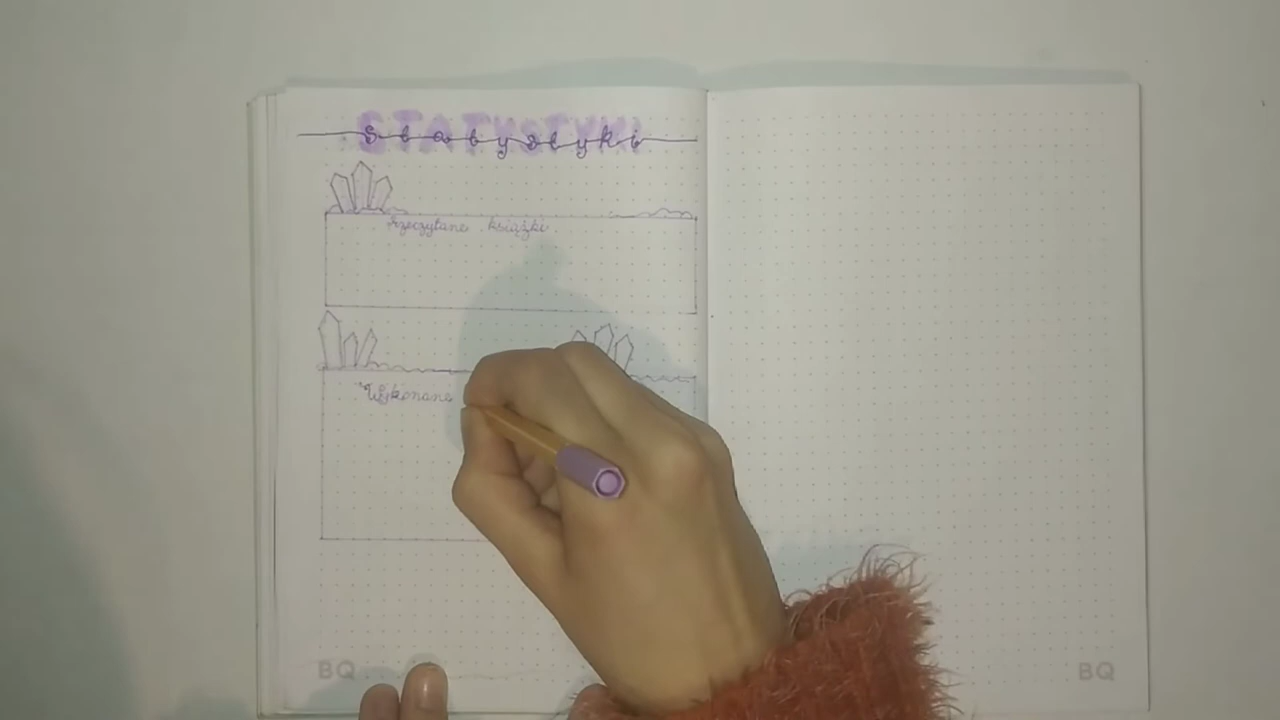 STATYSTYKI
Statystyki
Przeczytane książki
Wykonane
BQ
BQ